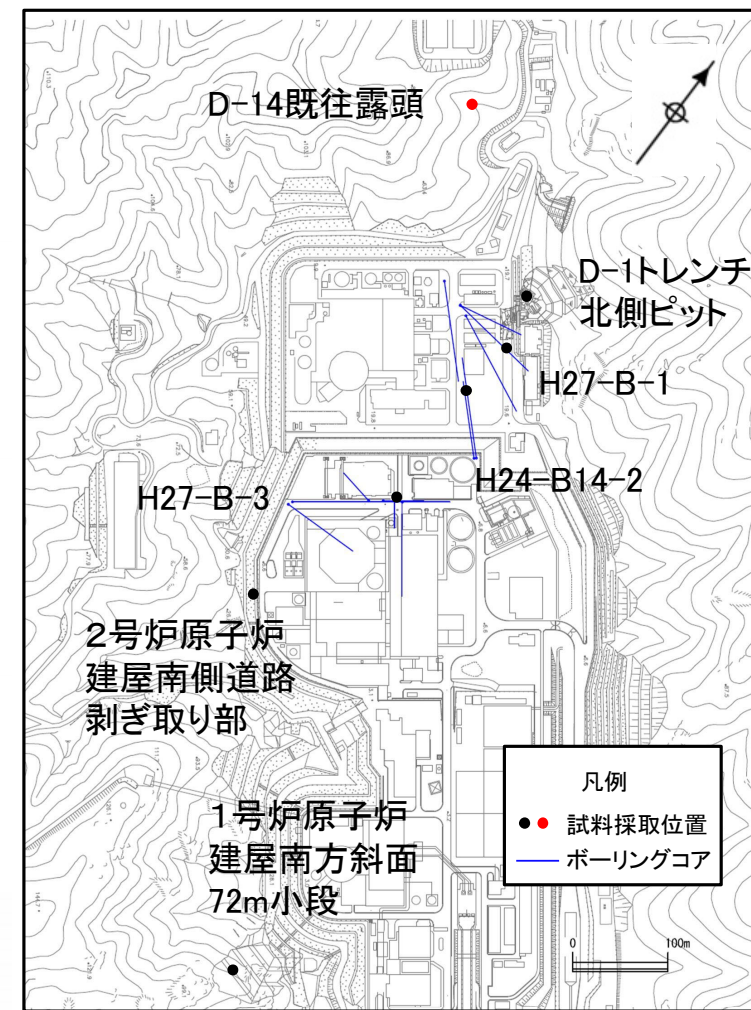 D-14既往露頭
D-1トレンチ
北側ピット
H27-B-1
H24-B14-2
H27-B-3
2号炉原子炉
建屋南側道路
剥ぎ取り部
1号炉原子炉
建屋南方斜面
72m小段
凡例
試料採取位置
ボーリングコア
0 100m